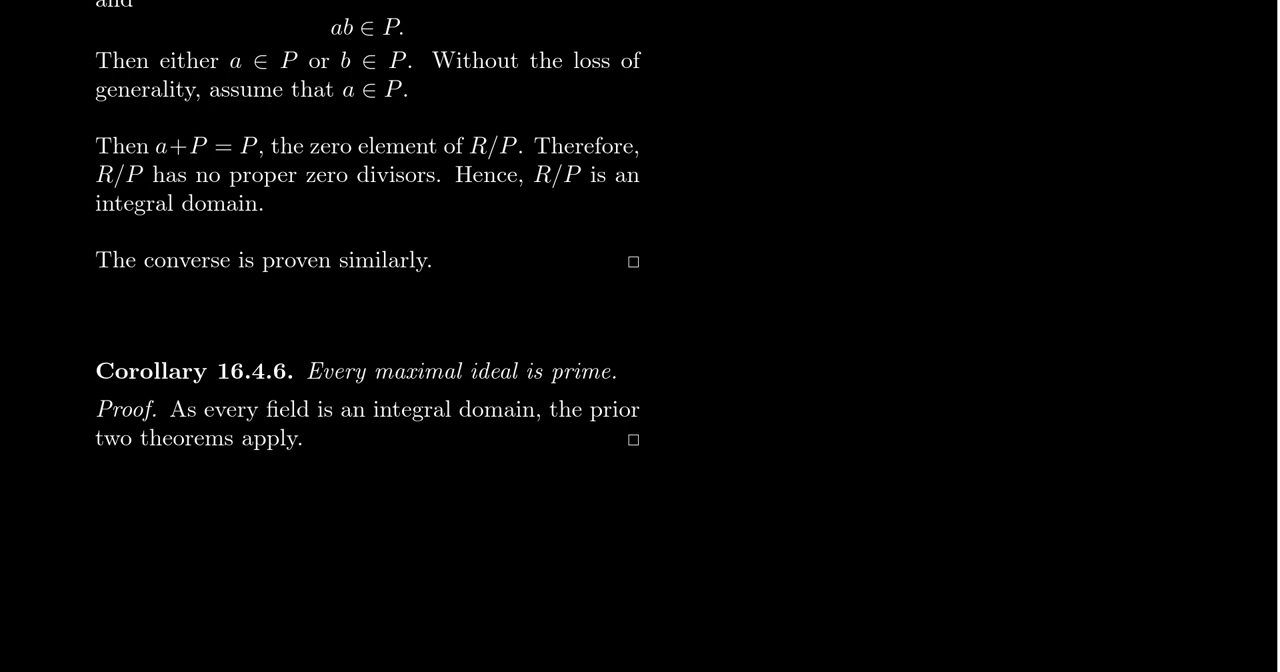 and
ab ∈ P.
Then either a ∈ P or b ∈ P. Without the loss of
generality, assume that a ∈ P.
Then a+P = P, the zero element of R/P. Therefore,
R/P has no proper zero divisors. Hence, R/P is an
integral domain.
The converse is proven similarly. □
Corollary 16.4.6. Every maximal ideal is prime.
Proof. As every field is an integral domain, the prior
two theorems apply. □